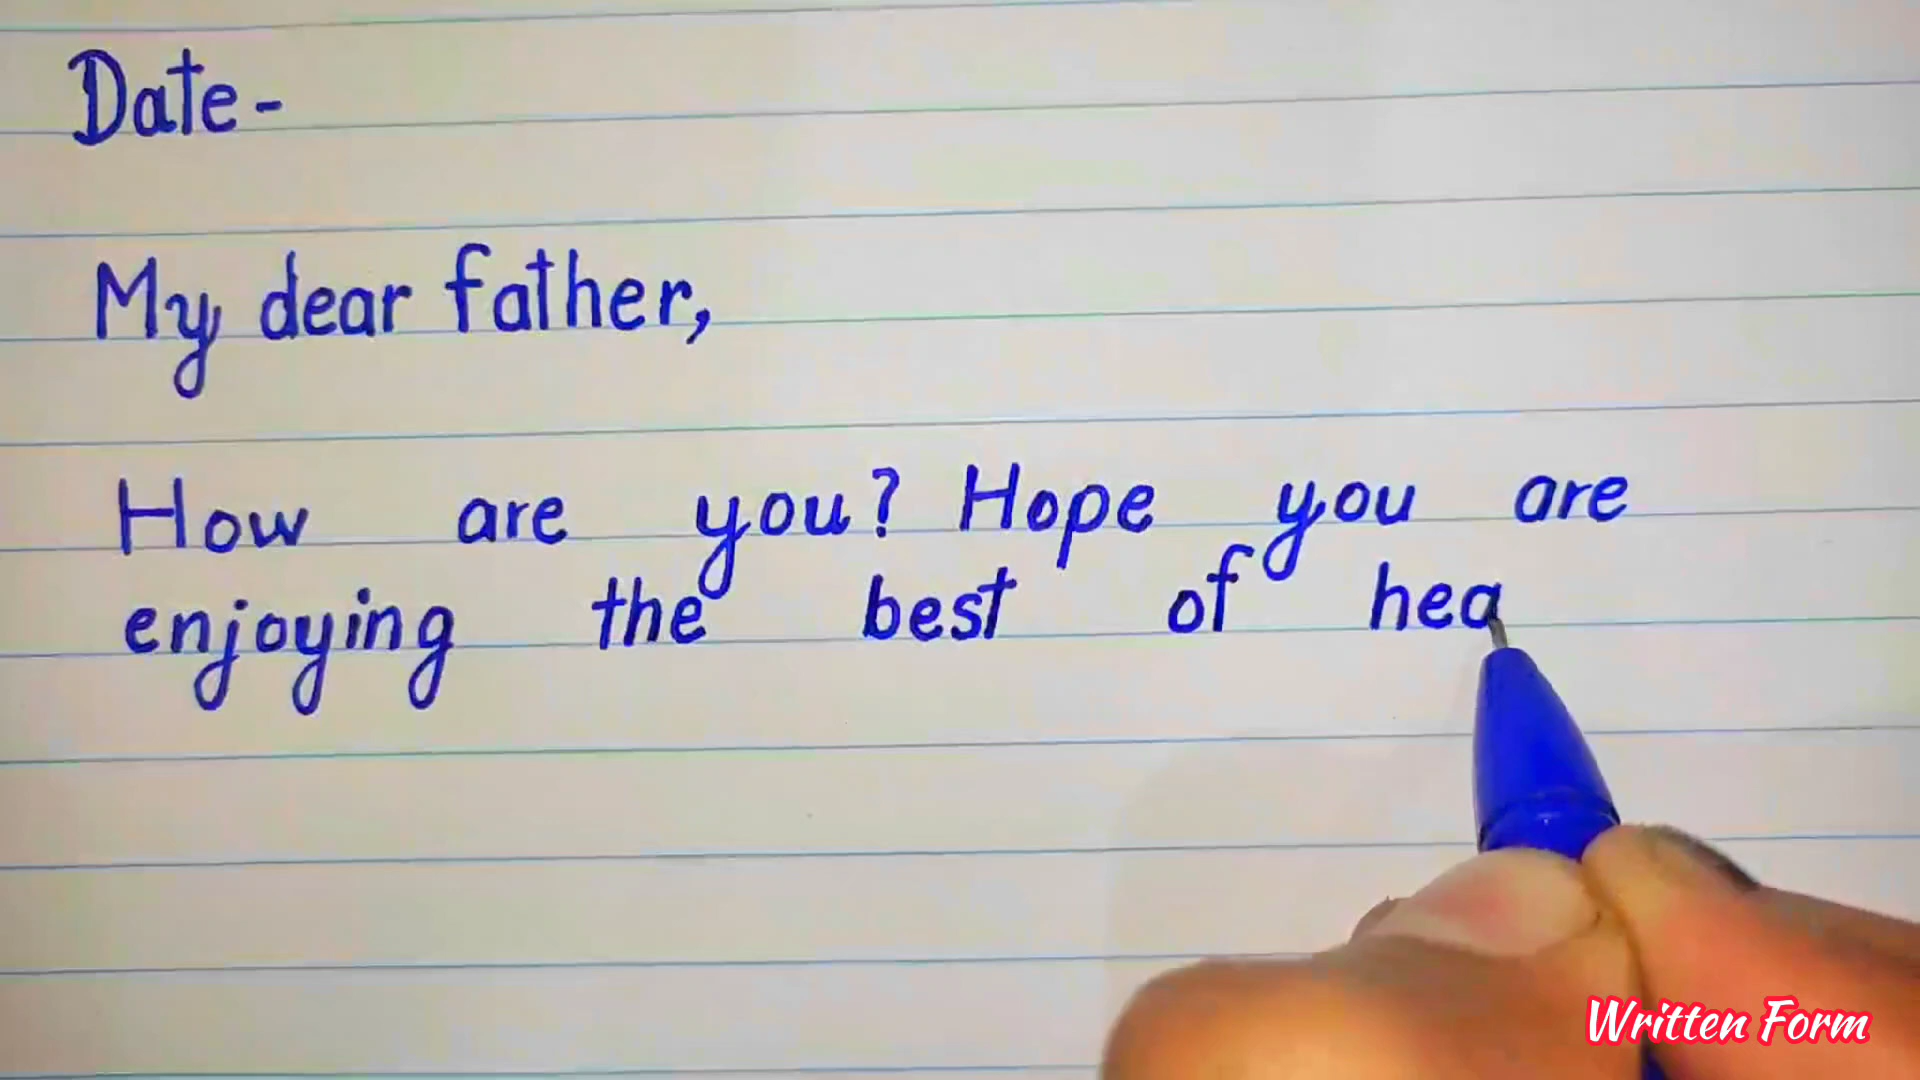 Date-
My dear father,
How are you? Hope you are
enjoying the best of hea
Written Form